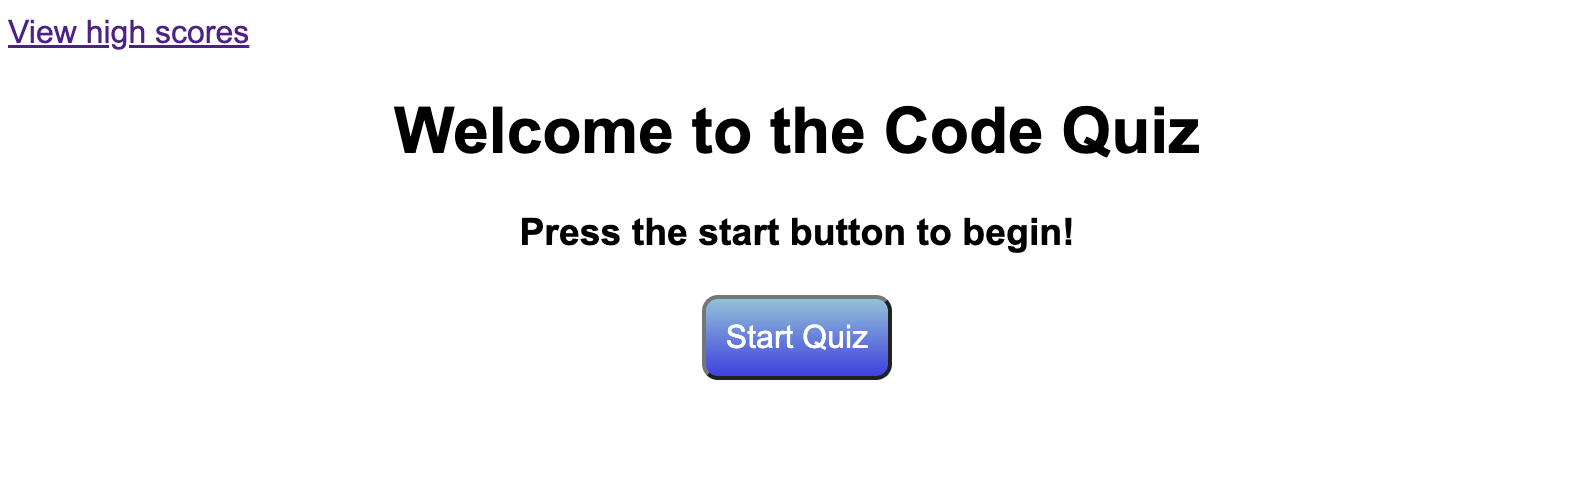 View high scores
Welcome to the Code Quiz
Press the start button to begin!
Start Quiz